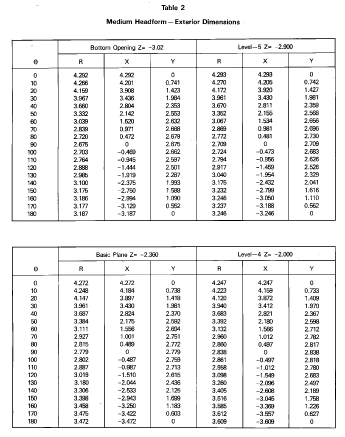 Table 2
Medium Headform—Exterior Dimensions
Bottom Opening Z= −3.02 Level—5 Z= −2.900
Θ R X Y R X Y
0 4.292 4.292 0 4.293 4.293 0
10 4.266 4.201 0.741 4.270 4.205 0.742
20 4.159 3.908 1.423 4.172 3.920 1.427
30 3.967 3.436 1.984 3.961 3.430 1.981
40 3.660 2.804 2.353 3.670 2.811 2.359
50 3.332 2.142 2.553 3.352 2.155 2.568
60 3.039 1.520 2.632 3.067 1.534 2.656
70 2.839 0.971 2.668 2.869 0.981 2.696
80 2.720 0.472 2.679 2.772 0.481 2.730
90 2.675 0 2.675 2.709 0 2.709
100 2.703 −0.469 2.662 2.724 −0.473 2.683
110 2.764 −0.945 2.597 2.794 −0.956 2.626
120 2.888 −1.444 2.501 2.917 −1.459 2.526
130 2.985 −1.919 2.287 3.040 −1.954 2.329
140 3.100 −2.375 1.993 3.175 −2.432 2.041
150 3.175 −2.750 1.588 3.232 −2.799 1.616
160 3.186 −2.994 1.090 3.246 −3.050 1.110
170 3.177 −3.129 0.552 3.237 −3.188 0.562
180 3.187 −3.187 0 3.246 −3.246 0
Basic Plane Z= −2.360 Level—4 Z= −2.000
Θ R X Y R X Y
0 4.272 4.272 0 4.247 4.247 0
10 4.248 4.184 0.738 4.223 4.159 0.733
20 4.147 3.897 1.418 4.120 3.872 1.409
30 3.961 3.430 1.981 3.940 3.412 1.970
40 3.687 2.824 2.370 3.683 2.821 2.367
50 3.384 2.175 2.592 3.392 2.180 2.598
60 3.111 1.556 2.694 3.132 1.566 2.712
70 2.927 1.001 2.751 2.960 1.012 2.782
80 2.815 0.489 2.772 2.860 0.497 2.817
90 2.779 0 2.779 2.838 0 2.838
100 2.802 −0.487 2.759 2.861 −0.497 2.818
110 2.887 −0.987 2.713 2.958 −1.012 2.780
120 3.019 −1.510 2.615 3.098 −1.549 2.683
130 3.180 −2.044 2.436 3.260 −2.096 2.497
140 3.306 −2.533 2.125 3.405 −2.608 2.189
150 3.398 −2.943 1.699 3.516 −3.045 1.758
160 3.458 −3.250 1.183 3.585 −3.369 1.226
170 3.475 −3.422 0.603 3.612 −3.557 0.627
180 3.472 −3.472 0 3.609 −3.609 0